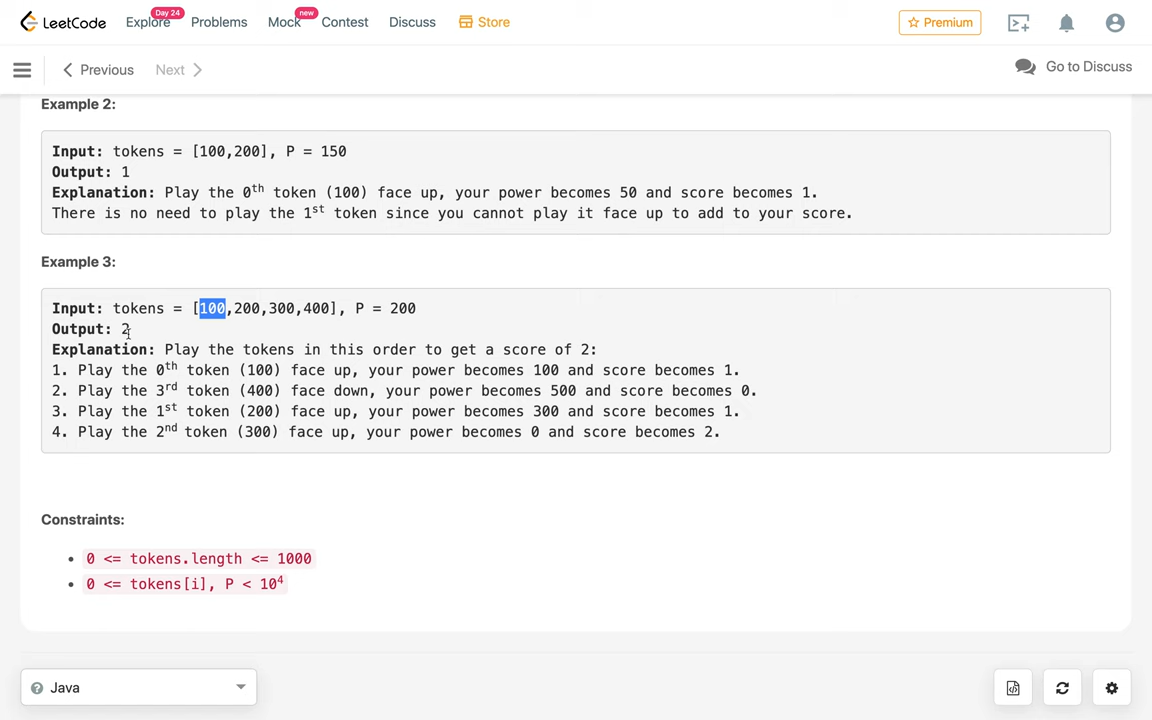 LeetCode Explore Day 24 Problems Mock new Contest Discuss Store Premium
Previous Next Go to Discuss
Example 2:
Input: tokens = [100,200], P = 150
Output: 1
Explanation: Play the 0th token (100) face up, your power becomes 50 and score becomes 1.
There is no need to play the 1st token since you cannot play it face up to add to your score.
Example 3:
Input: tokens = [100,200,300,400], P = 200
Output: 2
Explanation: Play the tokens in this order to get a score of 2:
1. Play the 0th token (100) face up, your power becomes 100 and score becomes 1.
2. Play the 3rd token (400) face down, your power becomes 500 and score becomes 0.
3. Play the 1st token (200) face up, your power becomes 300 and score becomes 1.
4. Play the 2nd token (300) face up, your power becomes 0 and score becomes 2.
Constraints:
• 0 <= tokens.length <= 1000
• 0 <= tokens[i], P < 10⁴
Java